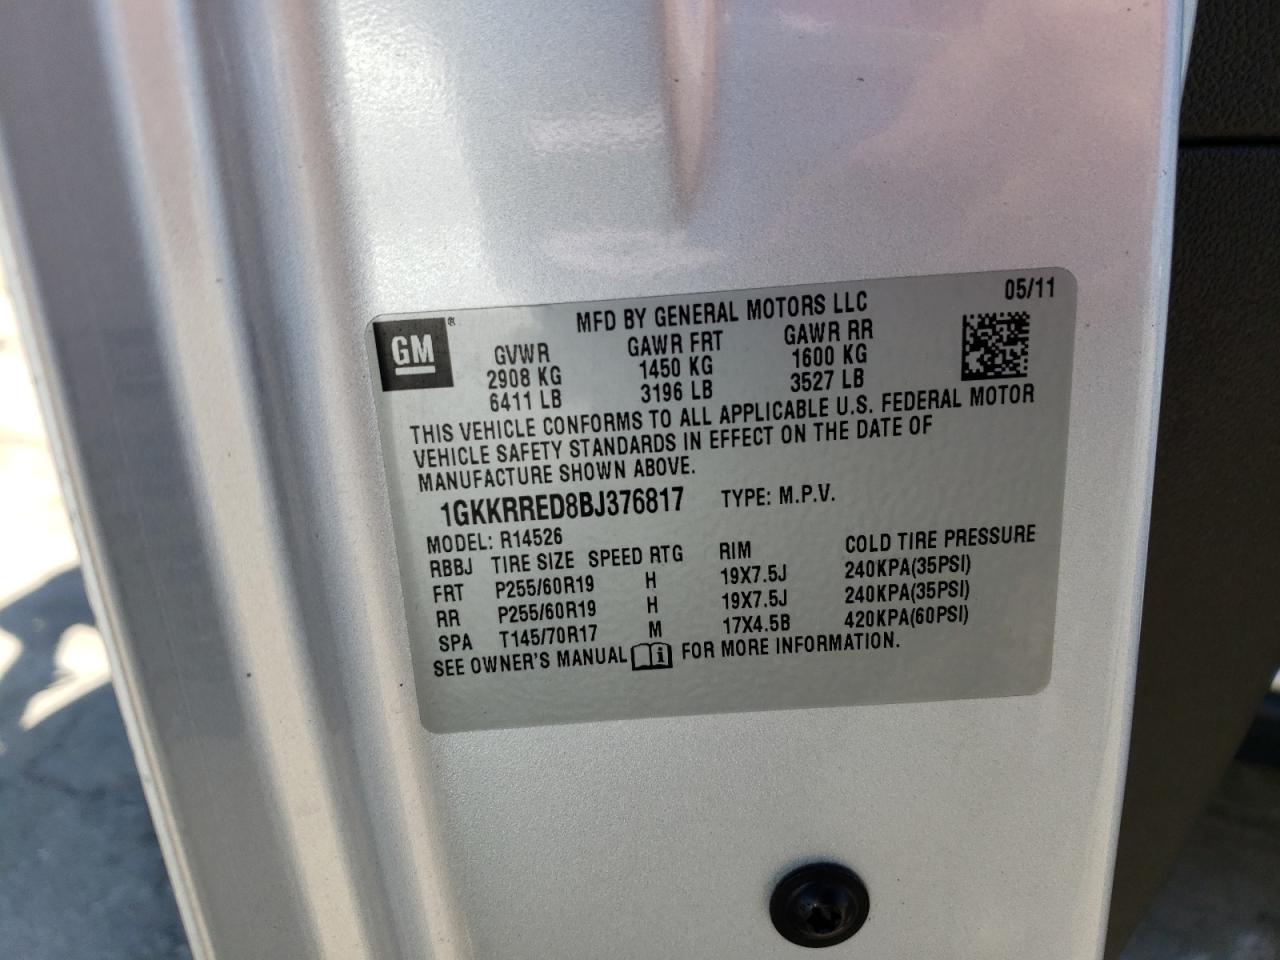 05/11
GM®
MFD BY GENERAL MOTORS LLC
GVWR GAWR FRT GAWR RR
2908 KG 1450 KG 1600 KG
6411 LB 3196 LB 3527 LB
THIS VEHICLE CONFORMS TO ALL APPLICABLE U.S. FEDERAL MOTOR
VEHICLE SAFETY STANDARDS IN EFFECT ON THE DATE OF
MANUFACTURE SHOWN ABOVE.
1GKKRRED8BJ376817 TYPE: M.P.V.
MODEL: R14526
RBBJ TIRE SIZE SPEED RTG RIM COLD TIRE PRESSURE
FRT P255/60R19 H 19X7.5J 240KPA(35PSI)
RR P255/60R19 H 19X7.5J 240KPA(35PSI)
SPA T145/70R17 M 17X4.5B 420KPA(60PSI)
SEE OWNER'S MANUAL FOR MORE INFORMATION.